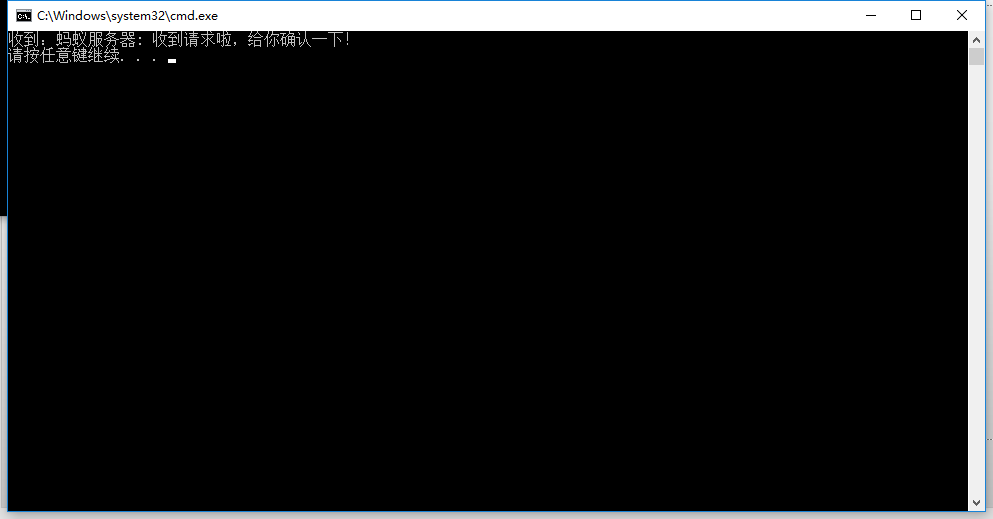 C:\Windows\system32\cmd.exe
收到：蚂蚁服务器：收到请求啦，给你确认一下！
请按任意键继续. . .